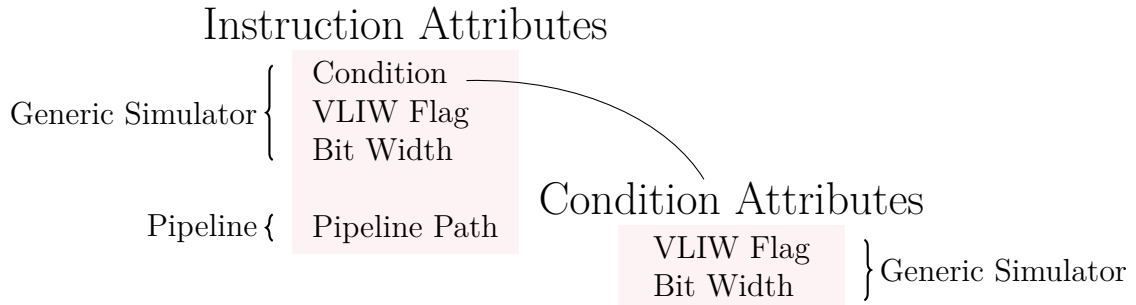 Instruction Attributes
Condition
VLIW Flag
Bit Width
Generic Simulator
Pipeline
Pipeline Path
Condition Attributes
VLIW Flag
Bit Width
Generic Simulator